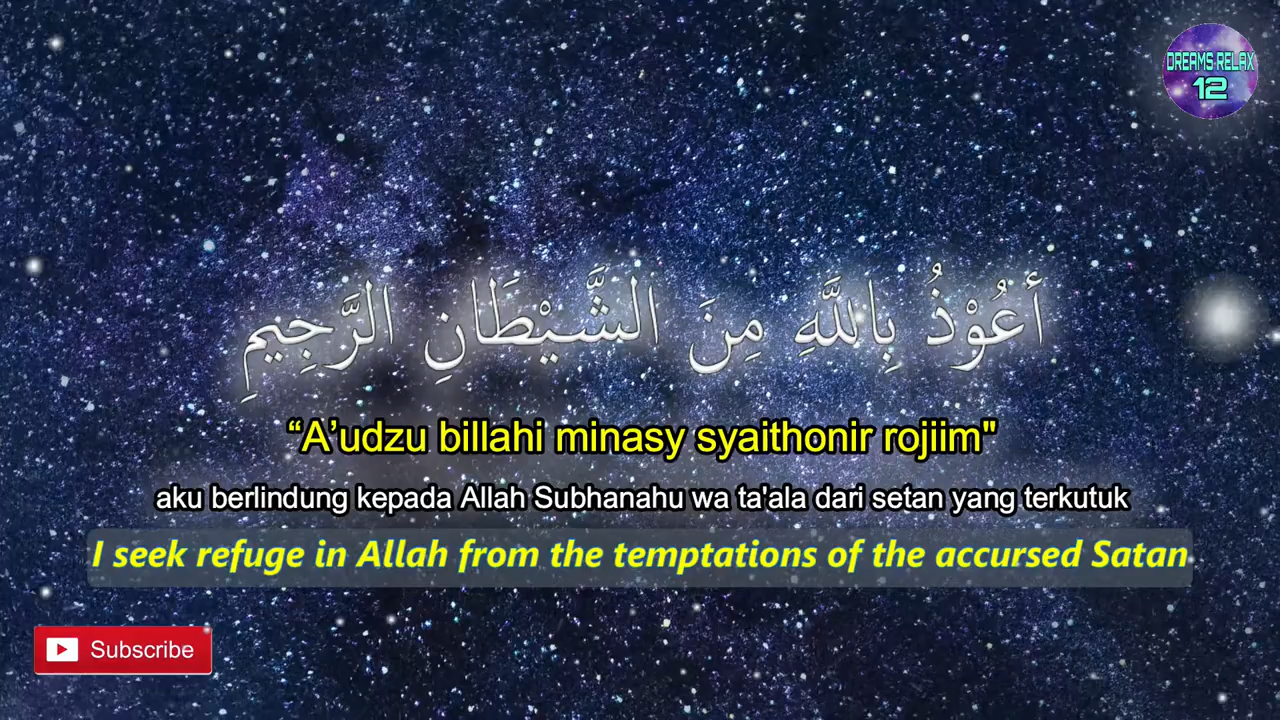 DREAMS RELAX
12
أَعُوْذُ بِاللَّهِ مِنَ الشَّيْطَانِ الرَّجِيمِ
“A’udzu billahi minasy syaithonir rojiim"
aku berlindung kepada Allah Subhanahu wa ta'ala dari setan yang terkutuk
I seek refuge in Allah from the temptations of the accursed Satan
Subscribe